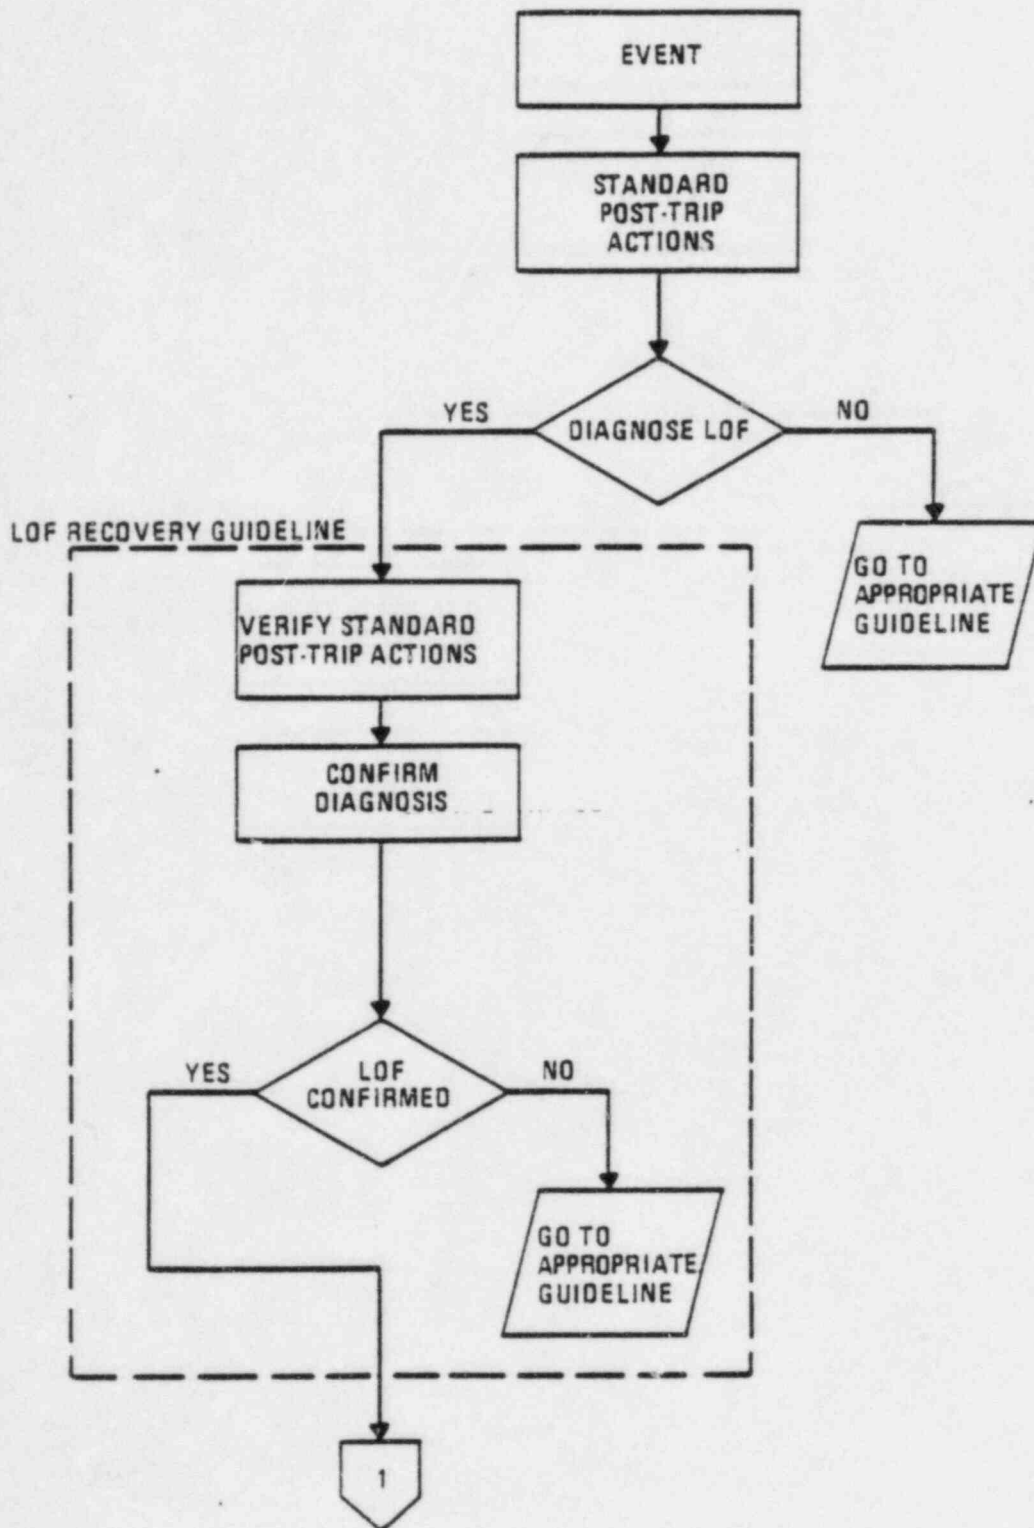 EVENT
STANDARD
POST-TRIP
ACTIONS
YES
DIAGNOSE LOF
NO
LOF RECOVERY GUIDELINE
GO TO
APPROPRIATE
GUIDELINE
VERIFY STANDARD
POST-TRIP ACTIONS
CONFIRM
DIAGNOSIS
YES
LOF
CONFIRMED
NO
GO TO
APPROPRIATE
GUIDELINE
1